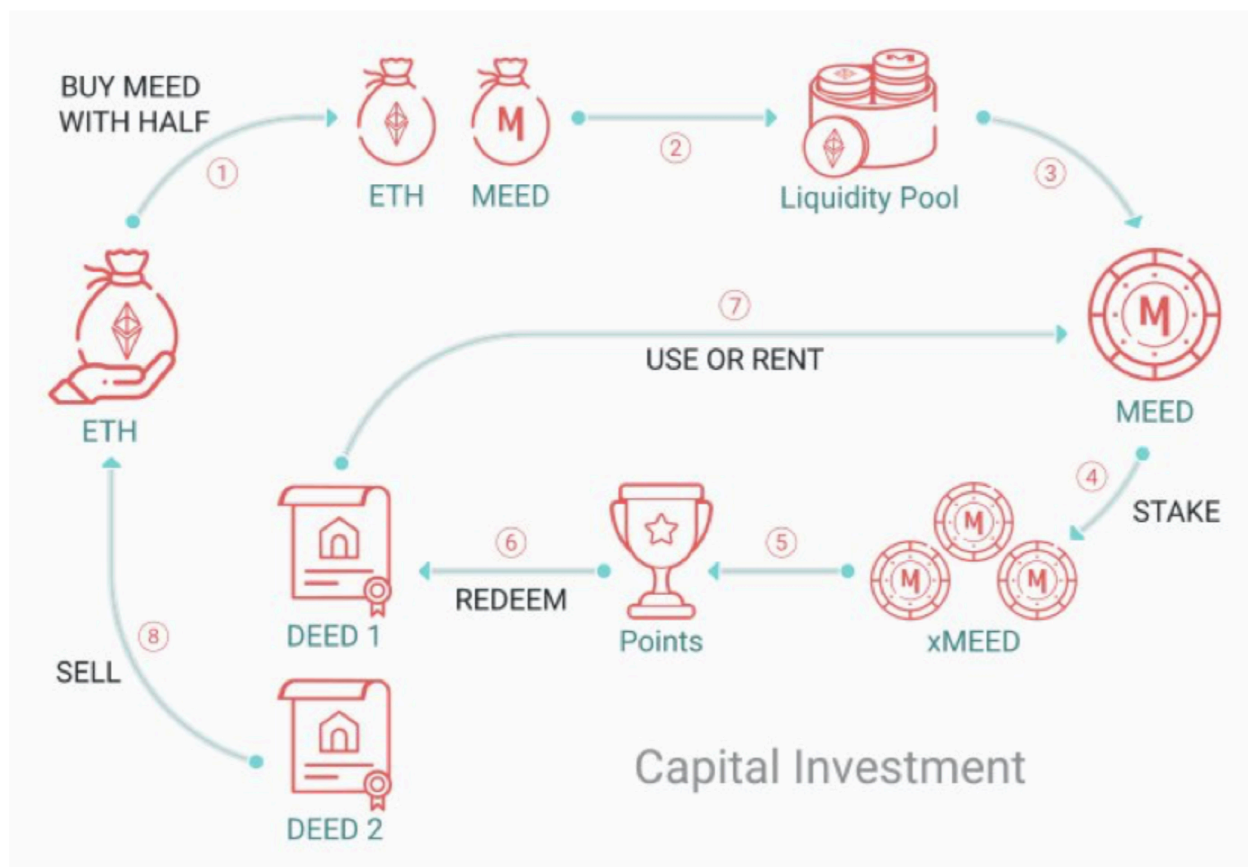 BUY MEED
WITH HALF
①
ETH
M
MEED
②
Liquidity Pool
③
ETH
⑦
USE OR RENT
M
MEED
④
STAKE
M
M
M
xMEED
⑤
Points
⑥
REDEEM
DEED 1
⑧
SELL
DEED 2
Capital Investment